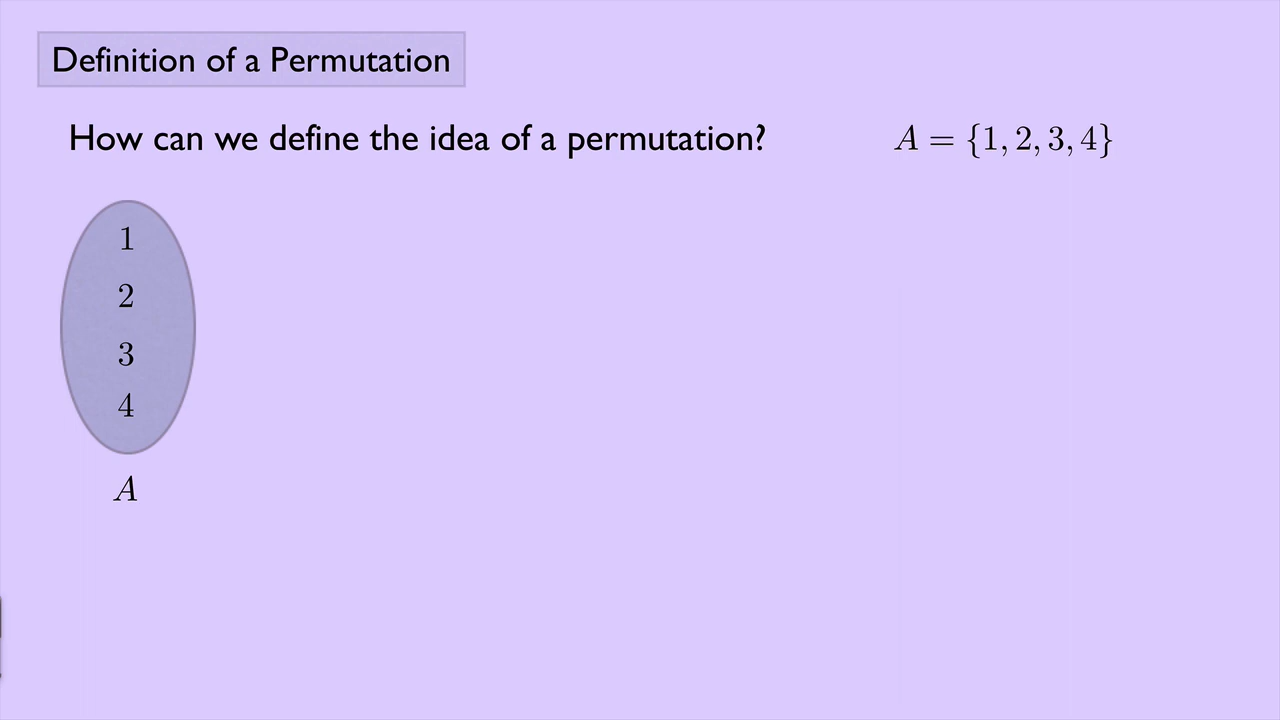 Definition of a Permutation
How can we define the idea of a permutation? A = {1, 2, 3, 4}
1
2
3
4
A